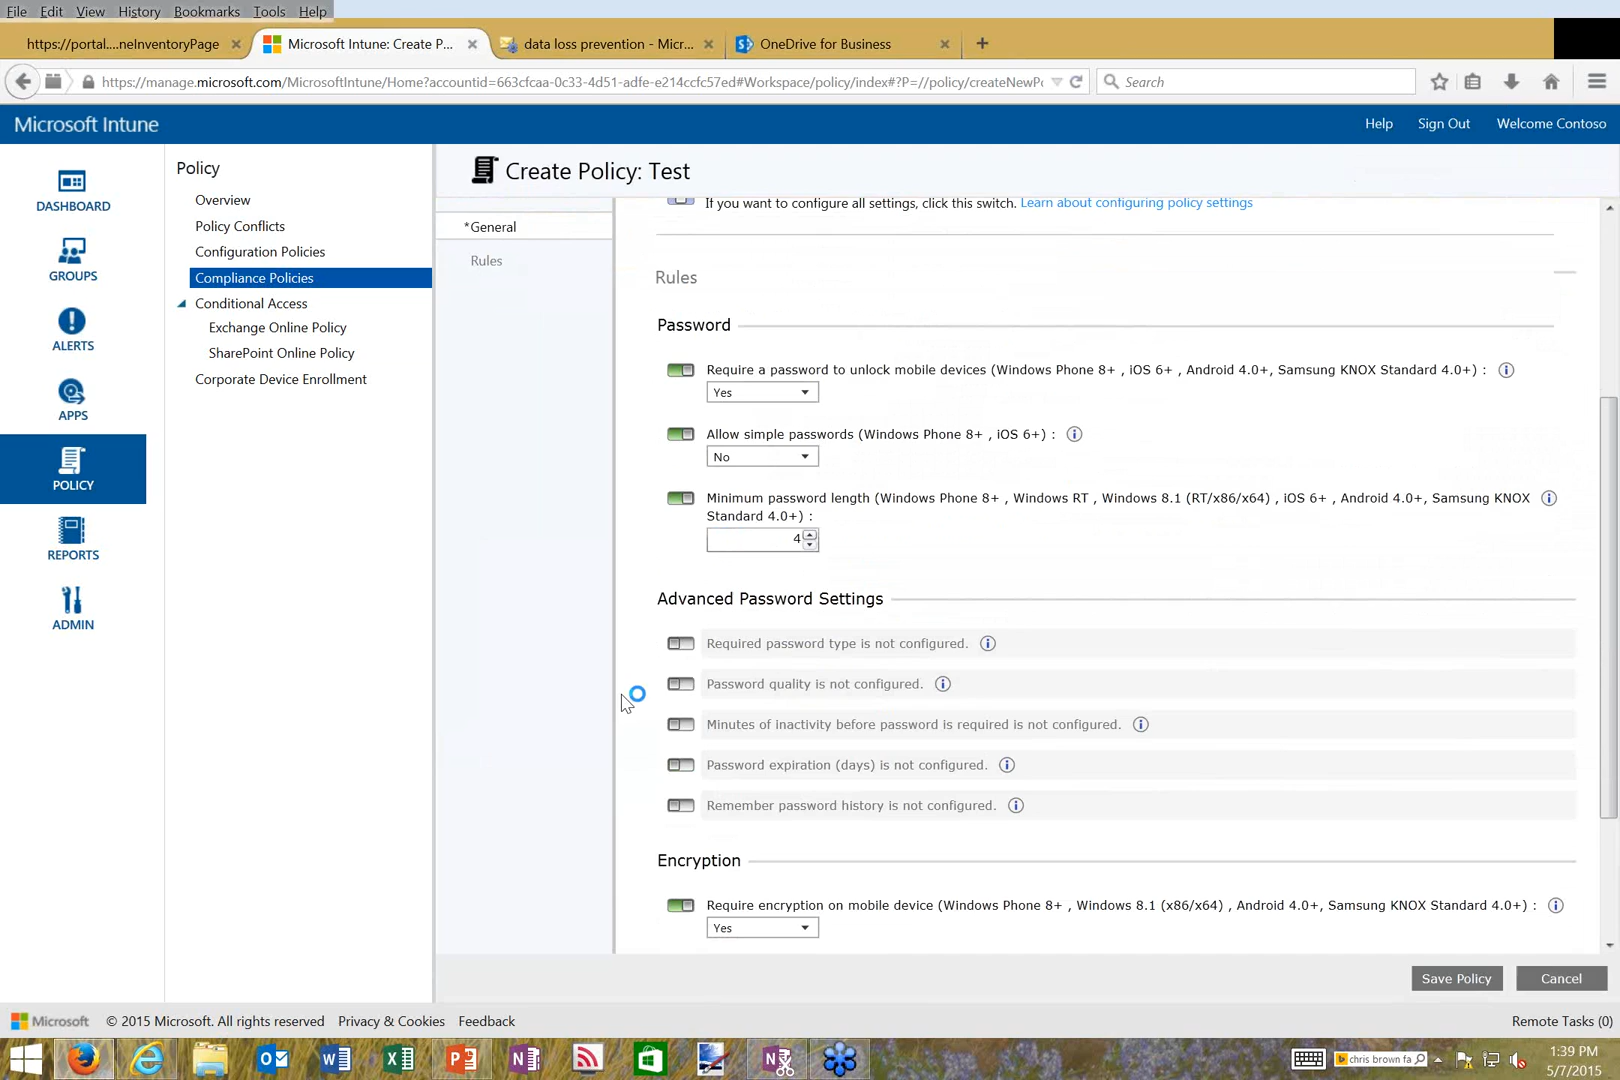 File Edit View History Bookmarks Tools Help
https://portal....neInventoryPage
Microsoft Intune: Create P...
data loss prevention - Micr...
OneDrive for Business
https://manage.microsoft.com/MicrosoftIntune/Home?accountid=663cfcaa-0c33-4d51-adfe-e214ccfc57ed#Workspace/policy/index#?P=//policy/createNewPc
Search
Microsoft Intune
Help Sign Out Welcome Contoso
DASHBOARD
GROUPS
ALERTS
APPS
POLICY
REPORTS
ADMIN
Policy
Overview
Policy Conflicts
Configuration Policies
Compliance Policies
Conditional Access
Exchange Online Policy
SharePoint Online Policy
Corporate Device Enrollment
Create Policy: Test
*General
Rules
If you want to configure all settings, click this switch. Learn about configuring policy settings
Rules
Password
Require a password to unlock mobile devices (Windows Phone 8+ , iOS 6+ , Android 4.0+, Samsung KNOX Standard 4.0+) :
Yes
Allow simple passwords (Windows Phone 8+ , iOS 6+) :
No
Minimum password length (Windows Phone 8+ , Windows RT , Windows 8.1 (RT/x86/x64) , iOS 6+ , Android 4.0+, Samsung KNOX
Standard 4.0+) :
4
Advanced Password Settings
Required password type is not configured.
Password quality is not configured.
Minutes of inactivity before password is required is not configured.
Password expiration (days) is not configured.
Remember password history is not configured.
Encryption
Require encryption on mobile device (Windows Phone 8+ , Windows 8.1 (x86/x64) , Android 4.0+, Samsung KNOX Standard 4.0+) :
Yes
Save Policy Cancel
Microsoft © 2015 Microsoft. All rights reserved Privacy & Cookies Feedback
Remote Tasks (0)
chris brown fa
1:39 PM
5/7/2015